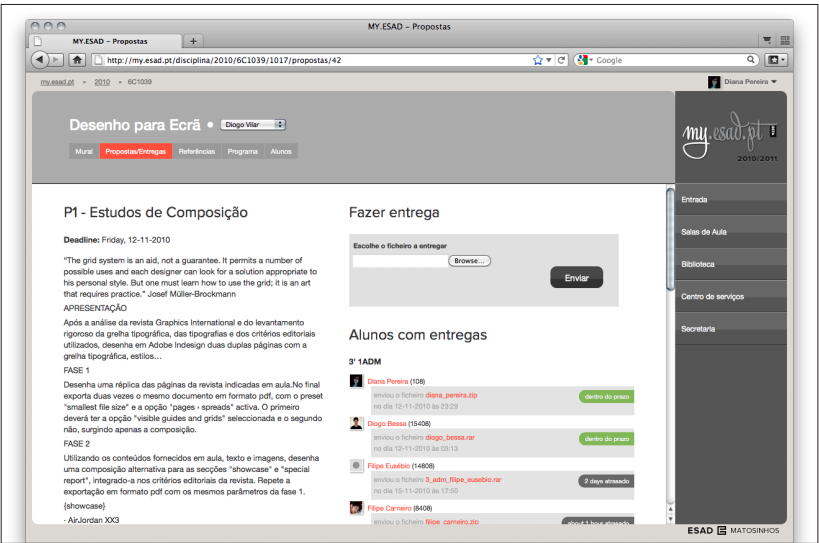 MY.ESAD – Propostas
MY.ESAD – Propostas
http://my.esad.pt/disciplina/2010/6C1039/1017/propostas/42
Google
my.esad.pt » 2010 » 6C1039
Diana Pereira
Desenho para Ecrã • Diogo Vilar
Mural Propostas/Entregas Referências Programa Alunos
my.esad.pt
2010/2011
Entrada
Salas de Aula
Biblioteca
Centro de serviços
Secretaria
P1 - Estudos de Composição
Deadline: Friday, 12-11-2010
"The grid system is an aid, not a guarantee. It permits a number of
possible uses and each designer can look for a solution appropriate to
his personal style. But one must learn how to use the grid; it is an art
that requires practice." Josef Müller-Brockmann
APRESENTAÇÃO
Após a análise da revista Graphics International e do levantamento
rigoroso da grelha tipográfica, das tipografias e dos critérios editoriais
utilizados, desenha em Adobe Indesign duas duplas páginas com a
grelha tipográfica, estilos...
FASE 1
Desenha uma réplica das páginas da revista indicadas em aula.No final
exporta duas vezes o mesmo documento em formato pdf, com o preset
"smallest file size" e a opção "pages › spreads" activa. O primeiro
deverá ter a opção "visible guides and grids" seleccionada e o segundo
não, surgindo apenas a composição.
FASE 2
Utilizando os conteúdos fornecidos em aula, texto e imagens, desenha
uma composição alternativa para as secções "showcase" e "special
report", integrado-a nos critérios editoriais da revista. Repete a
exportação em formato pdf com os mesmos parâmetros da fase 1.
{showcase}
- AirJordan XX3
Fazer entrega
Escolhe o ficheiro a entregar
Browse...
Enviar
Alunos com entregas
3' 1ADM
Diana Pereira (108)
enviou o ficheiro diana_pereira.zip
no dia 12-11-2010 às 23:29
dentro do prazo
Diogo Bessa (15408)
enviou o ficheiro diogo_bessa.rar
no dia 12-11-2010 às 03:13
dentro do prazo
Filipe Eusébio (14808)
enviou o ficheiro 3_adm_filipe_eusebio.rar
no dia 15-11-2010 às 17:50
2 days atrasado
Filipe Carneiro (8408)
enviou o ficheiro filipe_carneiro.zip
about 1 hour atrasado
ESAD MATOSINHOS